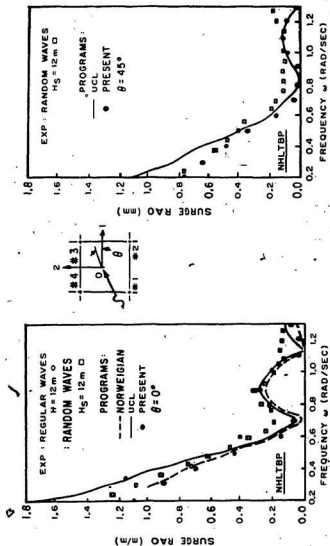 EXP : REGULAR WAVES
H = 12m o
: RANDOM WAVES
Hs = 12m □
PROGRAMS:
--- NORWEIGIAN
— UCL
● PRESENT
θ = 0°
NHLTBP
SURGE RAO (m/m)
1.8
1.6
1.4
1.2
1.0
0.8
0.6
0.4
0.2
0.0
0.2
0.4
0.6
0.8
1.0
1.2
FREQUENCY ω (RAD/SEC)
2
#4
#3
1
0
θ
#1
#2
EXP : RANDOM WAVES
Hs = 12m □
PROGRAMS:
— UCL
● PRESENT
θ = 45°
NHLTBP
SURGE RAO (mm)
1.8
1.6
1.4
1.2
1.0
0.8
0.6
0.4
0.2
0.0
0.2
0.4
0.6
0.8
1.0
1.2
FREQUENCY ω (RAD/SEC)